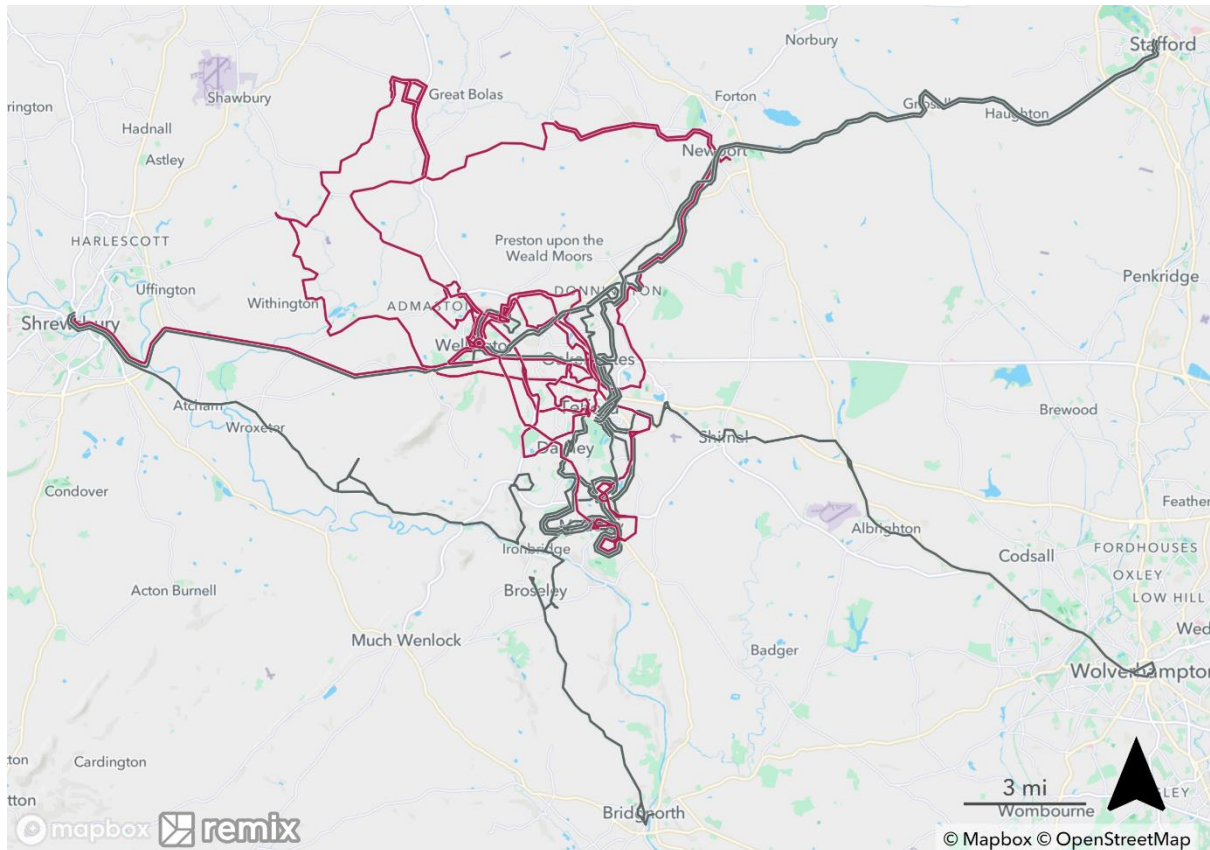 Norbury
Stafford
Shawbury
Great Bolas
Forton
Haughton
rrington
Hadnall
Astley
Newport
HARLESCOTT
Preston upon the
Weald Moors
Penkridge
Uffington
Withington
ADMASTON
DONNINGTON
Shrewsbury
Wellington
Atcham
Brewood
Wroxeter
Telford
Dawley
Shifnal
Condover
Feather
Albrighton
Codsall
FORDHOUSES
Ironbridge
OXLEY
Acton Burnell
Broseley
LOW HILL
Much Wenlock
Wed
Badger
Wolverhampton
Cardington
3 mi
Bridgnorth
Wombourne
mapbox remix
© Mapbox © OpenStreetMap